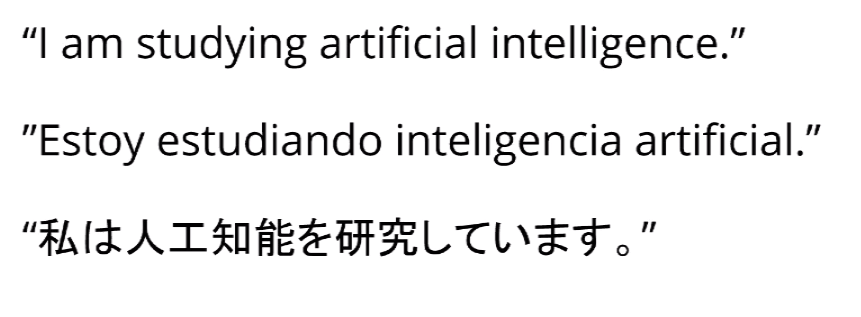 “I am studying artificial intelligence.”
”Estoy estudiando inteligencia artificial.”
“私は人工知能を研究しています。”